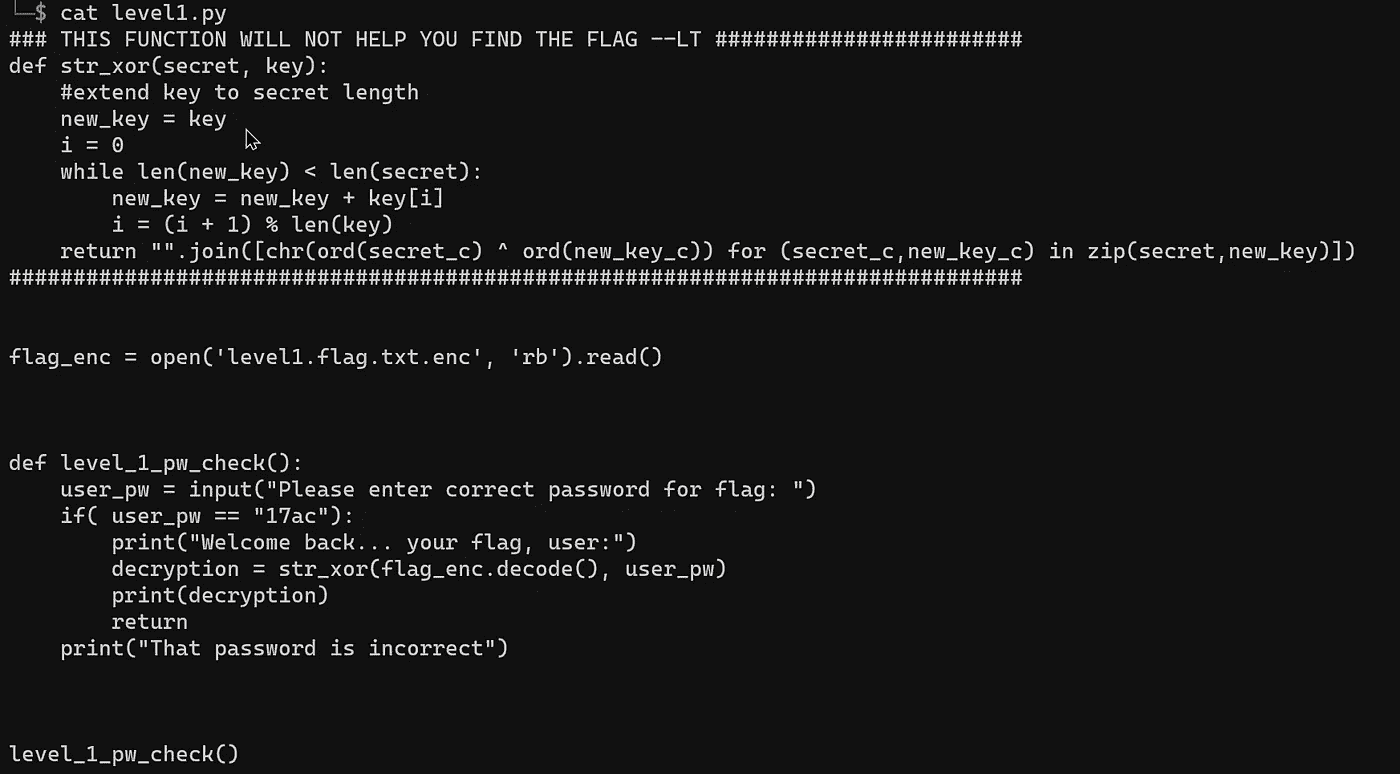 └─$ cat level1.py
### THIS FUNCTION WILL NOT HELP YOU FIND THE FLAG --LT ########################
def str_xor(secret, key):
    #extend key to secret length
    new_key = key
    i = 0
    while len(new_key) < len(secret):
        new_key = new_key + key[i]
        i = (i + 1) % len(key)
    return "".join([chr(ord(secret_c) ^ ord(new_key_c)) for (secret_c,new_key_c) in zip(secret,new_key)])
###############################################################################
flag_enc = open('level1.flag.txt.enc', 'rb').read()
def level_1_pw_check():
    user_pw = input("Please enter correct password for flag: ")
    if( user_pw == "17ac"):
        print("Welcome back... your flag, user:")
        decryption = str_xor(flag_enc.decode(), user_pw)
        print(decryption)
        return
    print("That password is incorrect")
level_1_pw_check()